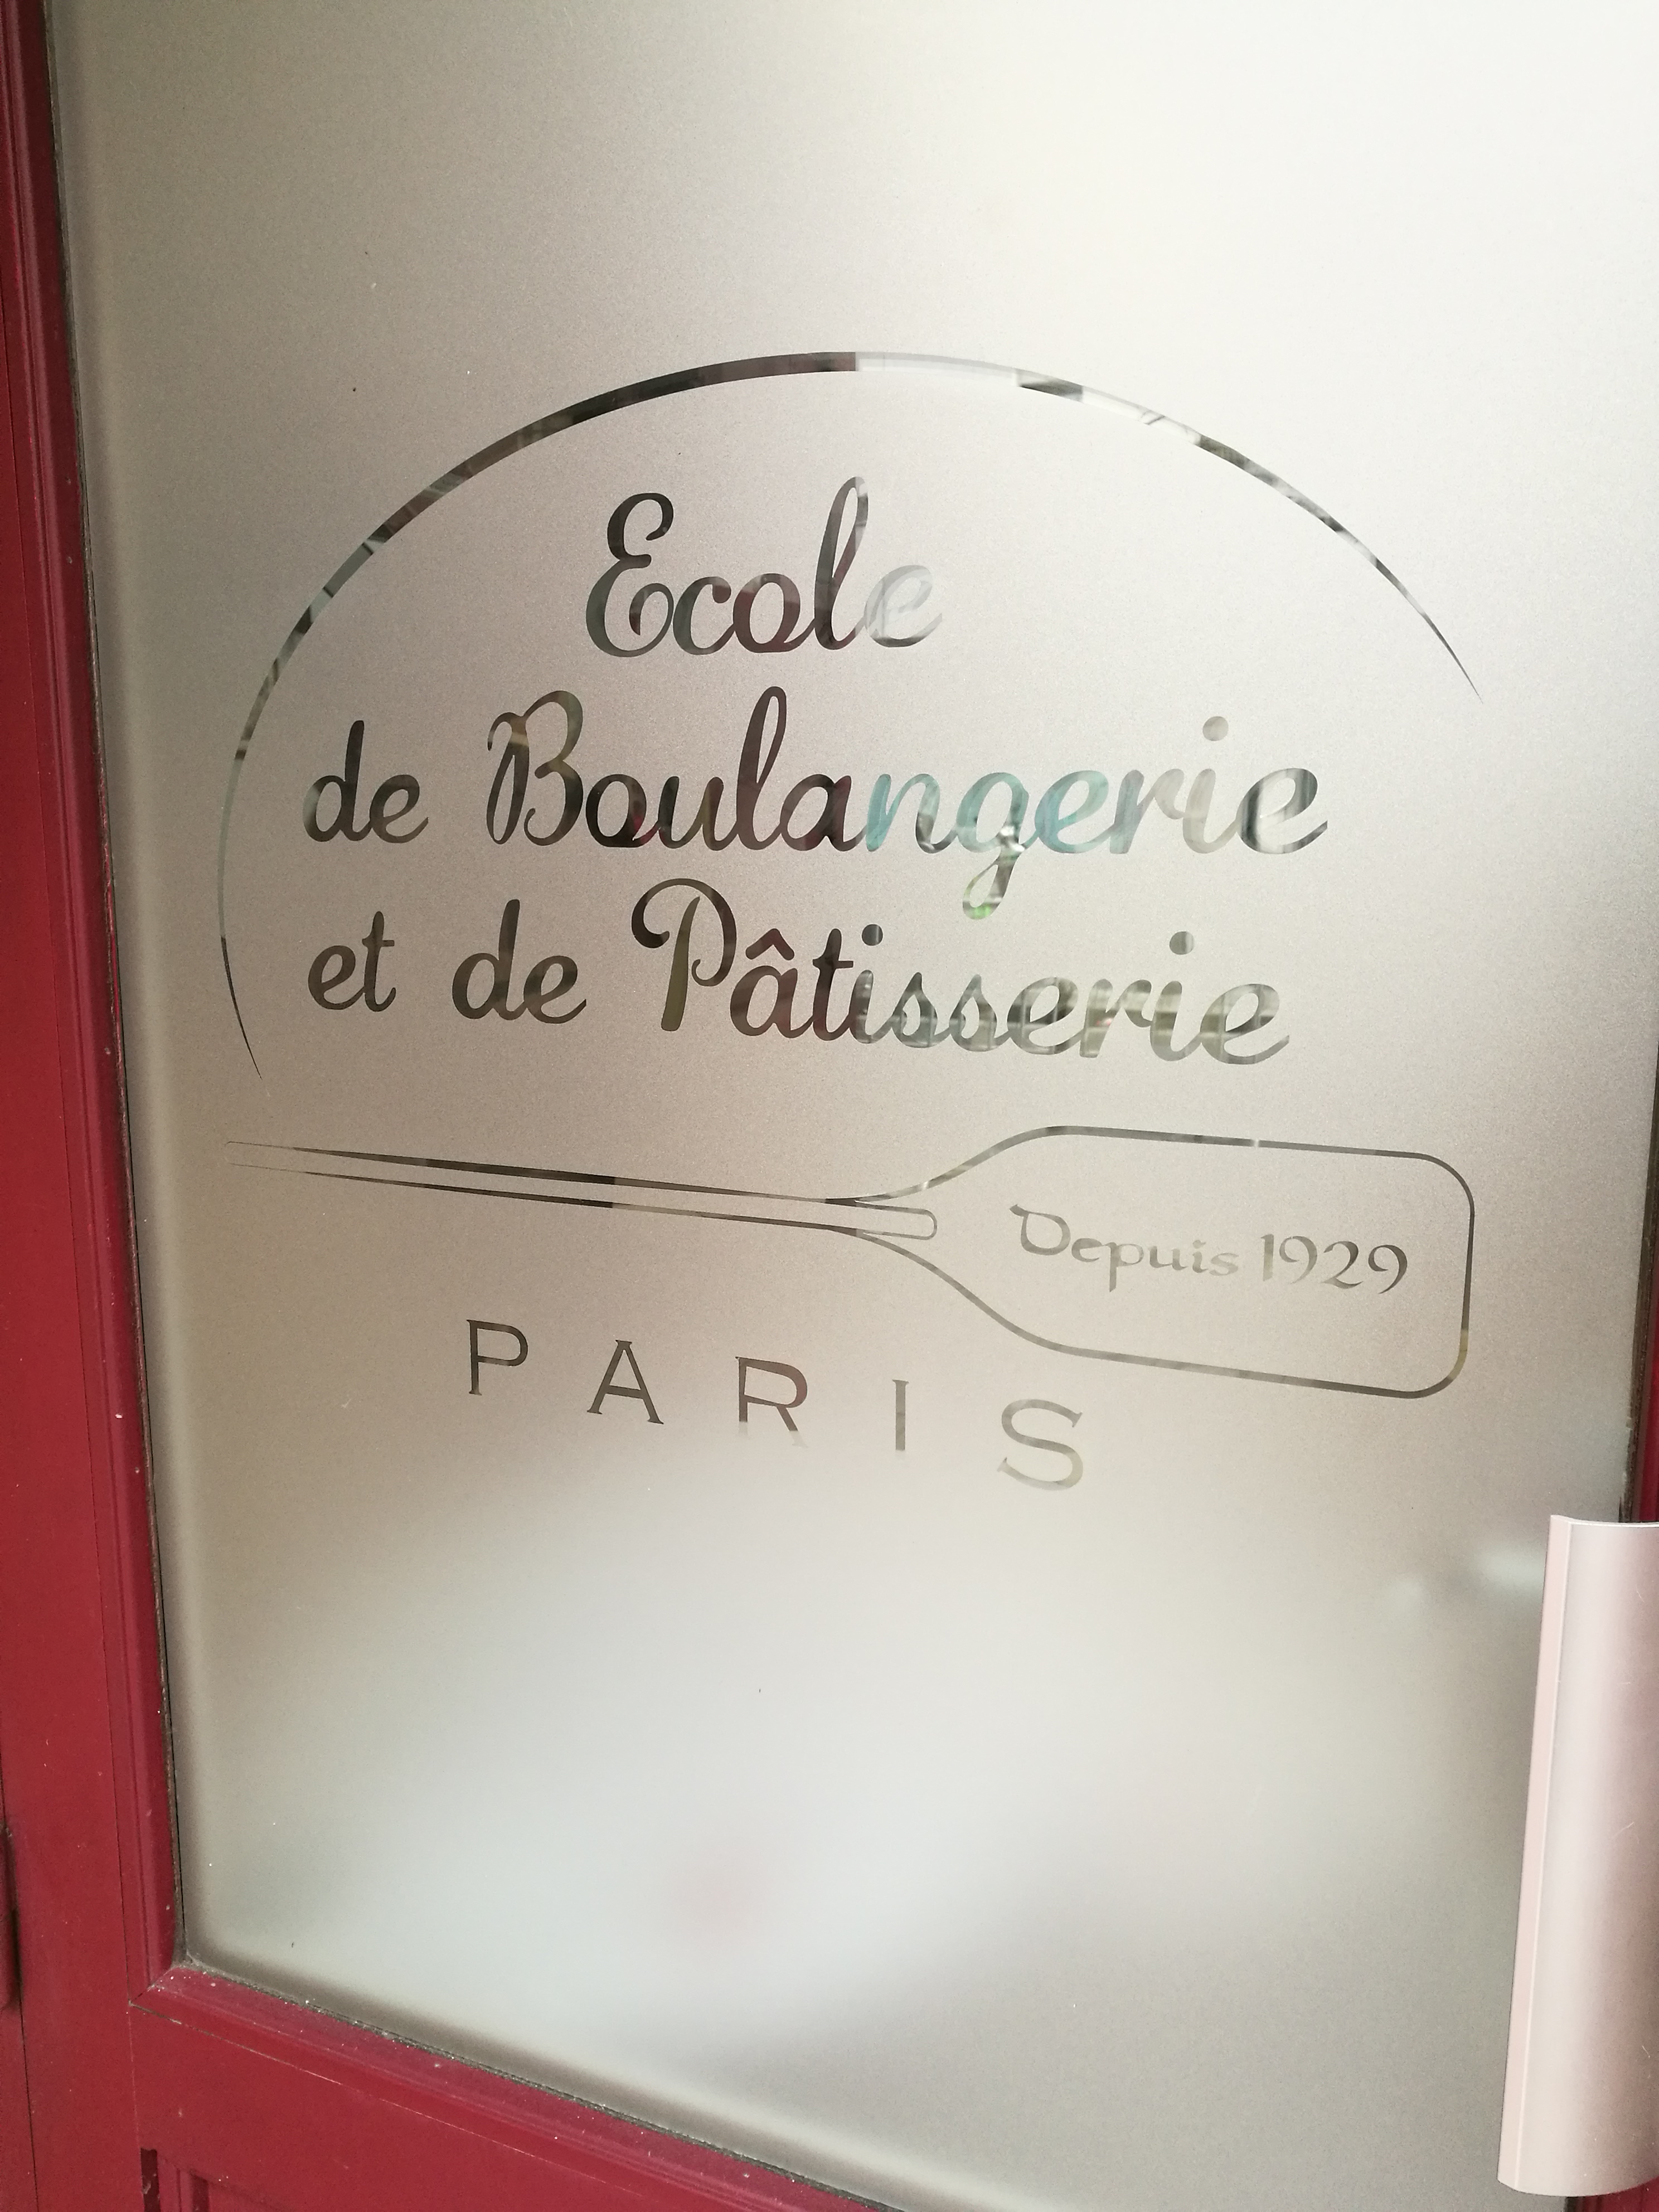 Ecole
de Boulangerie
et de Pâtisserie
Depuis 1929
PARIS